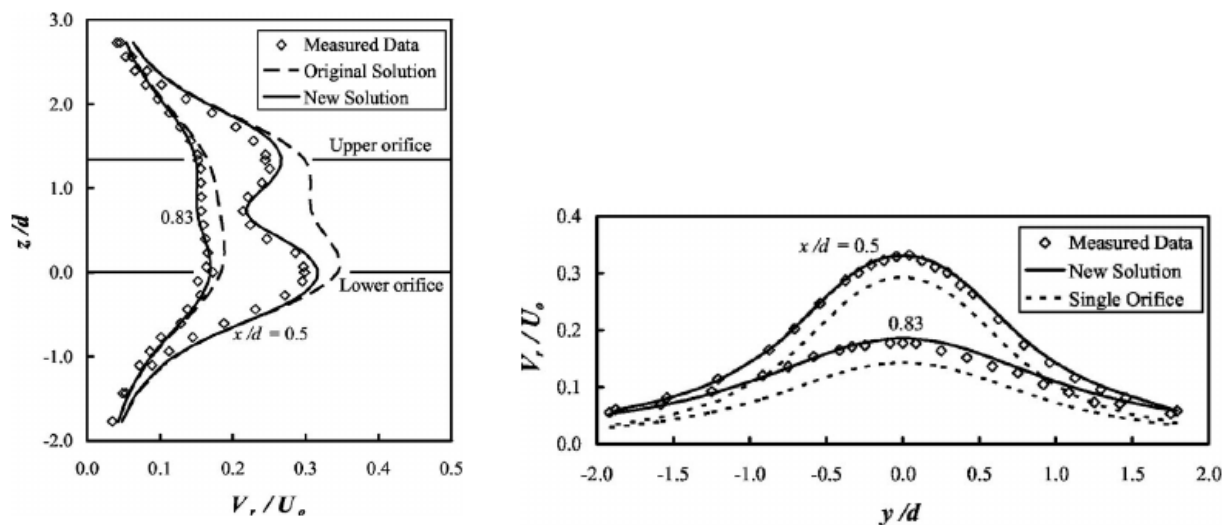 3.0
2.0
1.0
0.0
-1.0
-2.0
z/d
Measured Data
Original Solution
New Solution
Upper orifice
0.83
Lower orifice
x/d = 0.5
0.0 0.1 0.2 0.3 0.4 0.5
V_r / U_o
0.4
0.3
0.2
0.1
0.0
V_r / U_o
x/d = 0.5
Measured Data
New Solution
Single Orifice
0.83
-2.0 -1.5 -1.0 -0.5 0.0 0.5 1.0 1.5 2.0
y/d